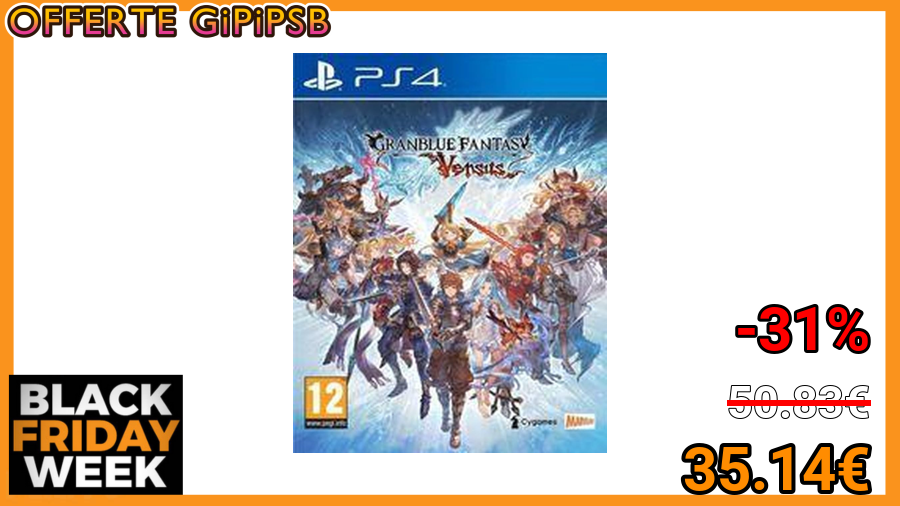 OFFERTE GiPiPSB
PS4
GRANBLUE FANTASY
Versus
12
www.pegi.info
Cygames
-31%
50.83€
35.14€
BLACK
FRIDAY
WEEK